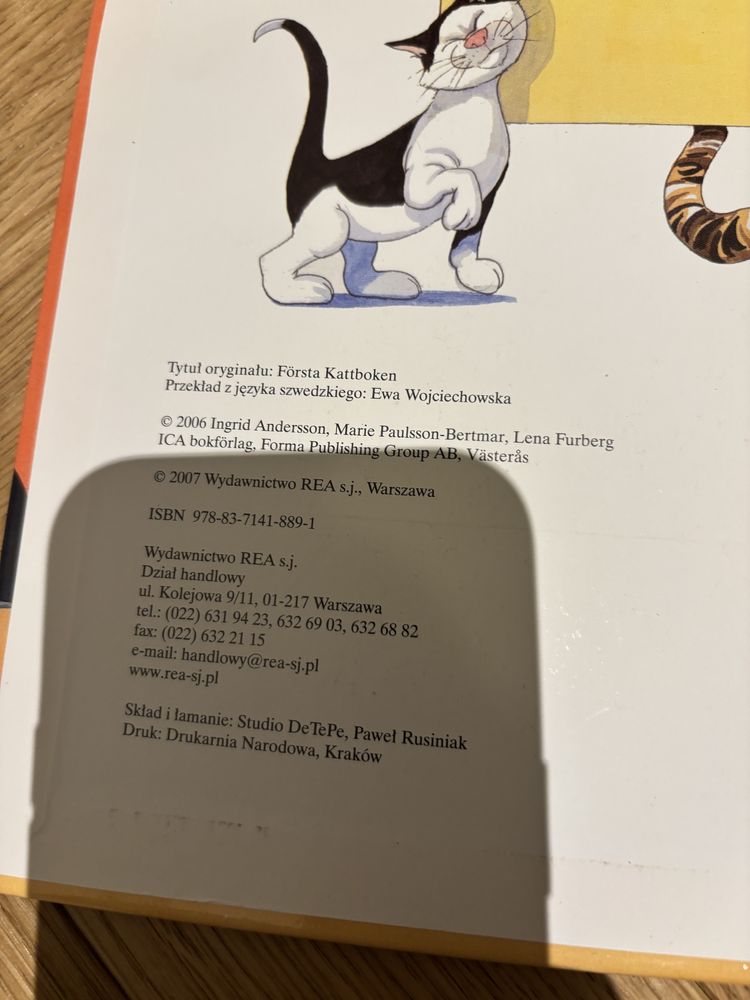 Tytuł oryginału: Första Kattboken
Przekład z języka szwedzkiego: Ewa Wojciechowska
© 2006 Ingrid Andersson, Marie Paulsson-Bertmar, Lena Furberg
ICA bokförlag, Forma Publishing Group AB, Västerås
© 2007 Wydawnictwo REA s.j., Warszawa
ISBN 978-83-7141-889-1
Wydawnictwo REA s.j.
Dział handlowy
ul. Kolejowa 9/11, 01-217 Warszawa
tel.: (022) 631 94 23, 632 69 03, 632 68 82
fax: (022) 632 21 15
e-mail: handlowy@rea-sj.pl
www.rea-sj.pl
Skład i łamanie: Studio DeTePe, Paweł Rusiniak
Druk: Drukarnia Narodowa, Kraków